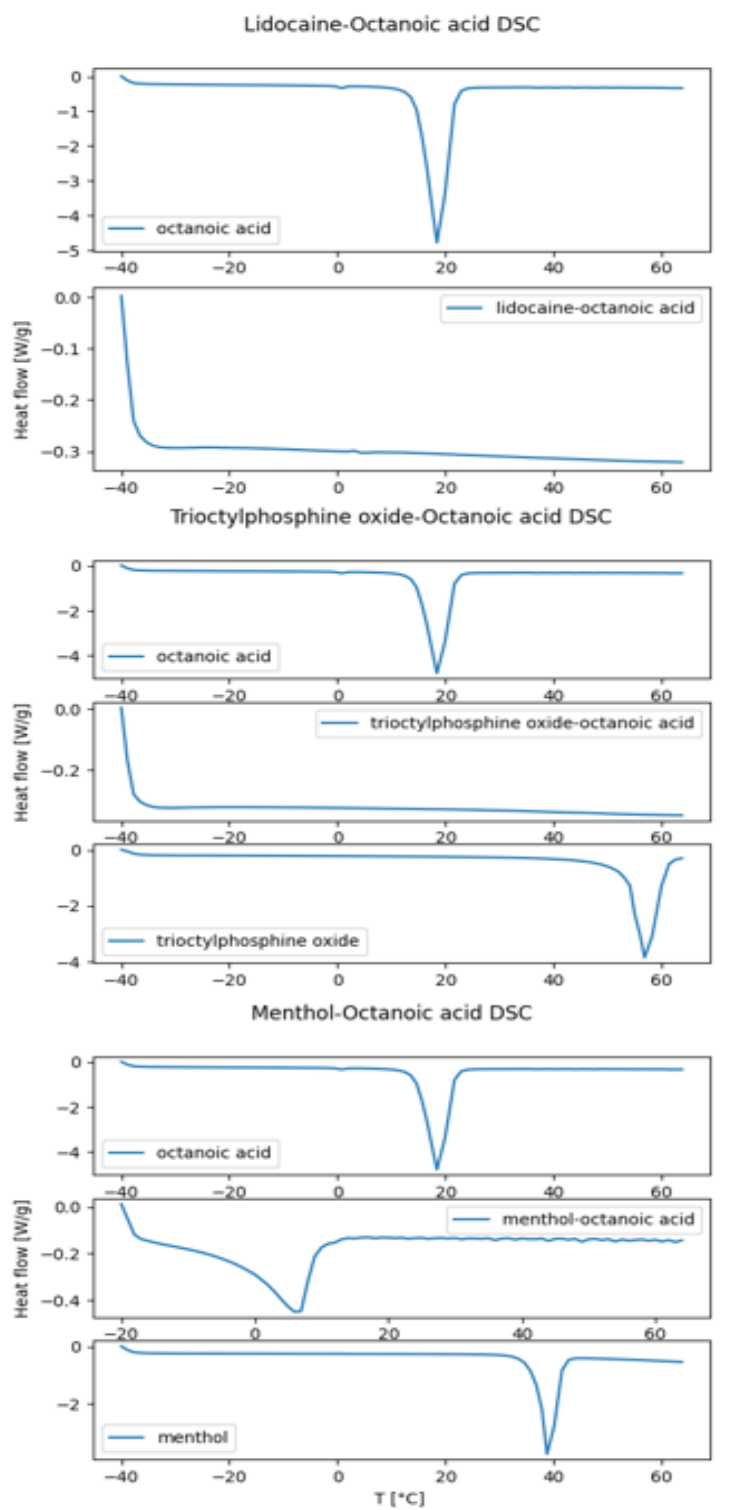 Lidocaine-Octanoic acid DSC
0
−1
−2
−3
−4
−5
octanoic acid
−40 −20 0 20 40 60
Heat flow [W/g]
0.0
−0.1
−0.2
−0.3
lidocaine-octanoic acid
−40 −20 0 20 40 60
Trioctylphosphine oxide-Octanoic acid DSC
0
−2
−4
octanoic acid
−40 −20 0 20 40 60
Heat flow [W/g]
0.0
−0.2
trioctylphosphine oxide-octanoic acid
−40 −20 0 20 40 60
0
−2
−4
trioctylphosphine oxide
−40 −20 0 20 40 60
Menthol-Octanoic acid DSC
0
−2
−4
octanoic acid
−40 −20 0 20 40 60
Heat flow [W/g]
0.0
−0.2
−0.4
menthol-octanoic acid
−20 0 20 40 60
0
−2
menthol
−40 −20 0 20 40 60
T [°C]